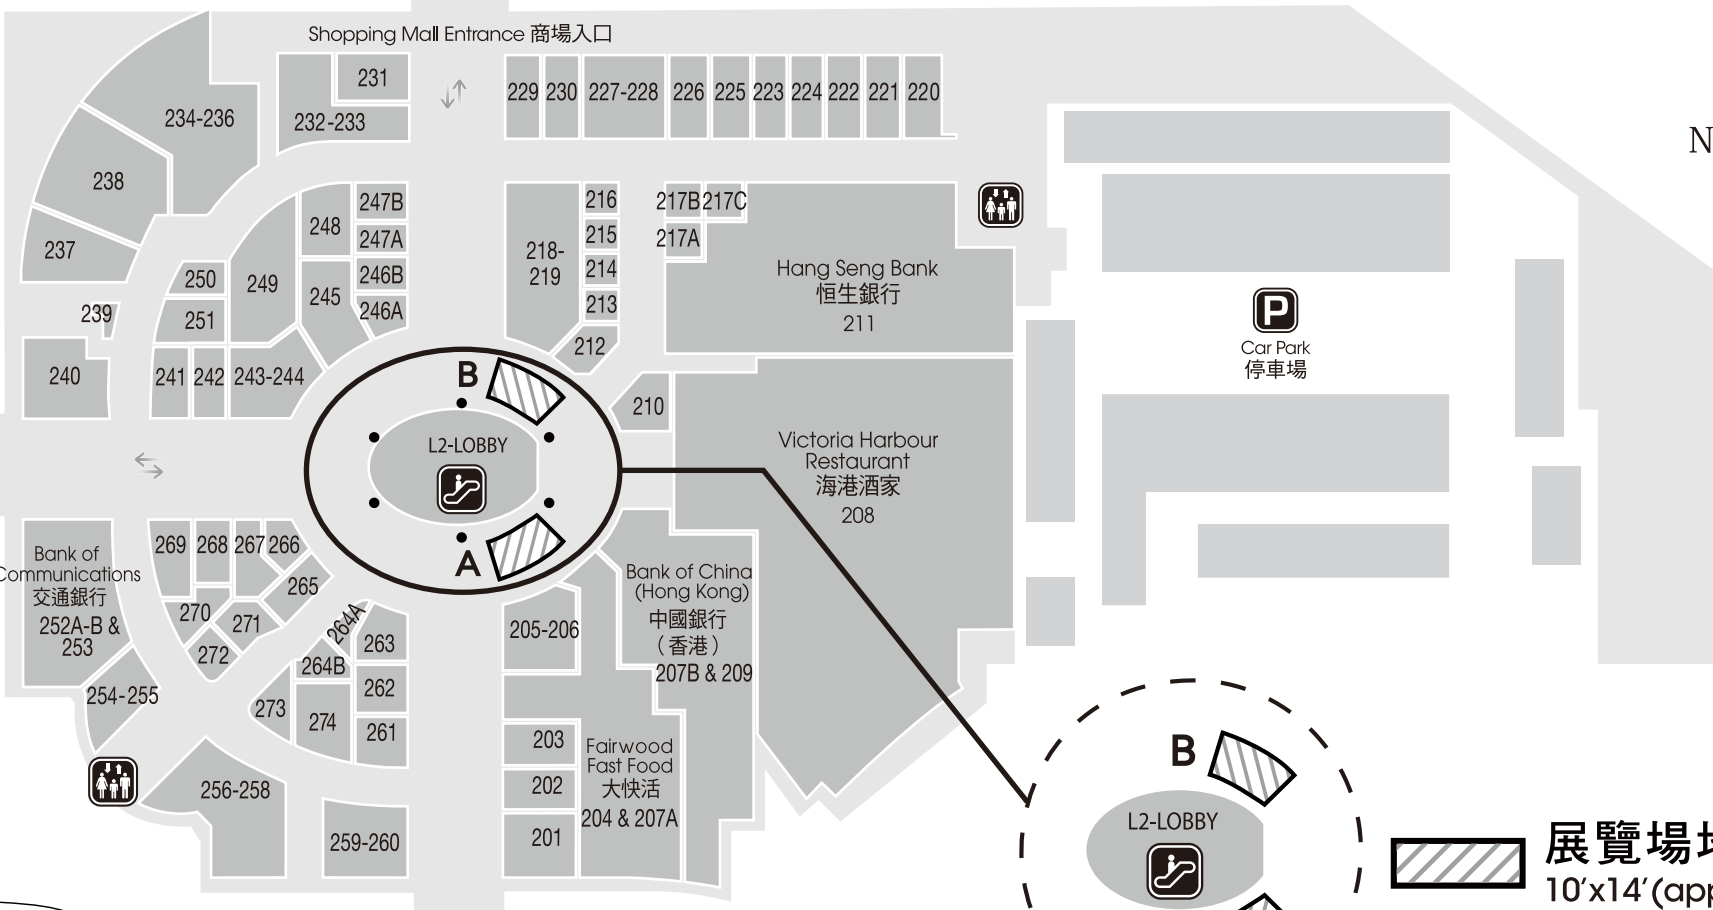 Shopping Mall Entrance 商場入口
231
232-233
234-236
238
237
239
240
229
230
227-228
226
225
223
224
222
221
220
N
247B
247A
246B
246A
248
245
249
250
251
241
242
243-244
218-
219
216
215
214
213
212
217B
217C
217A
Hang Seng Bank
恒生銀行
211
P
Car Park
停車場
210
Victoria Harbour
Restaurant
海港酒家
208
B
L2-LOBBY
A
Bank of
Communications
交通銀行
252A-B &
253
254-255
256-258
259-260
269
268
267
266
265
270
271
272
264A
264B
263
262
261
273
274
205-206
203
202
201
Bank of China
(Hong Kong)
中國銀行
（香港）
207B & 209
Fairwood
Fast Food
大快活
204 & 207A
B
L2-LOBBY
展覽場地
10'x14'(app